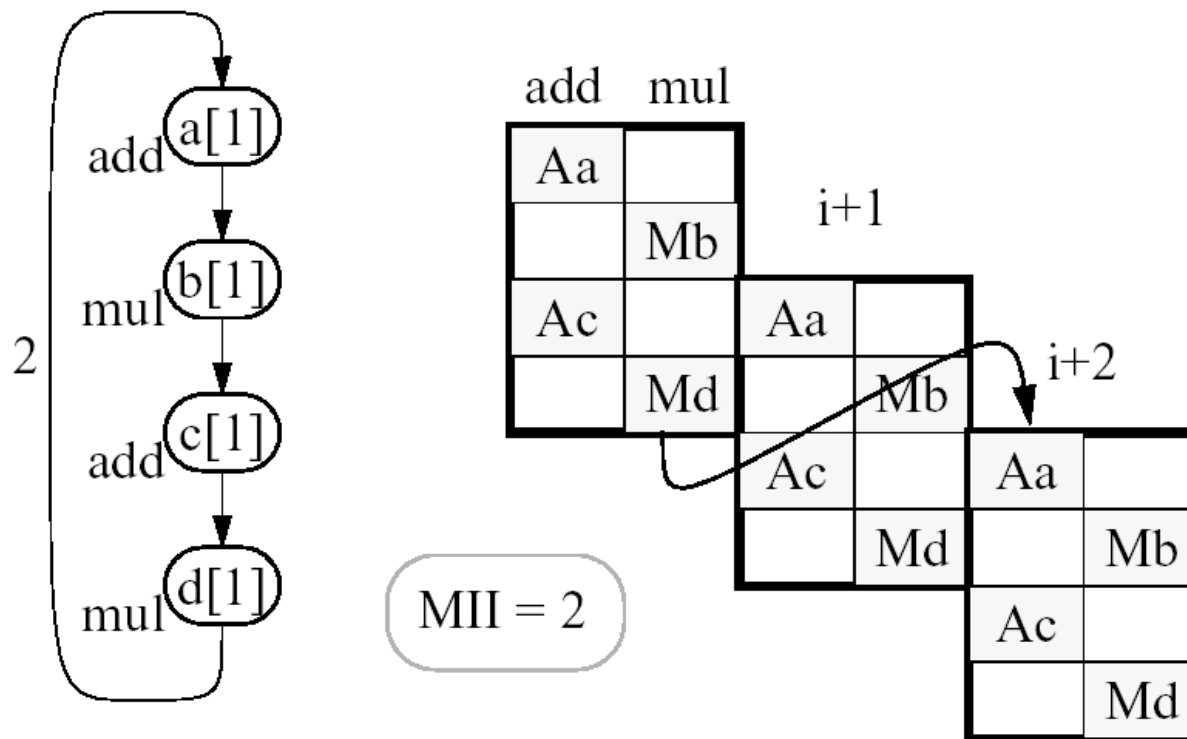 a[1]
add
b[1]
mul
2
c[1]
add
d[1]
mul
add mul
Aa
Mb
i+1
Ac Aa
Md Mb
i+2
Ac Aa
Md Mb
Ac
Md
MII = 2